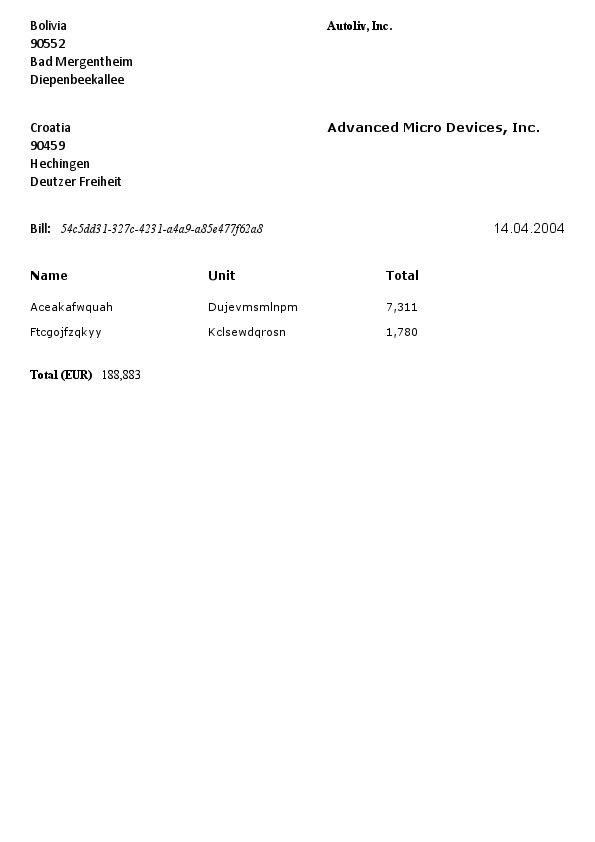 Bolivia
90552
Bad Mergentheim
Diepenbeekallee
Autoliv, Inc.
Croatia
90459
Hechingen
Deutzer Freiheit
Advanced Micro Devices, Inc.
Bill: 54c5dd31-327c-4231-a4a9-a85e477f62a8 14.04.2004
Name Unit Total
Aceakafwquah Dujevmsmlnpm 7,311
Ftcgojfzqkyy Kclsewdqrosn 1,780
Total (EUR) 188,883